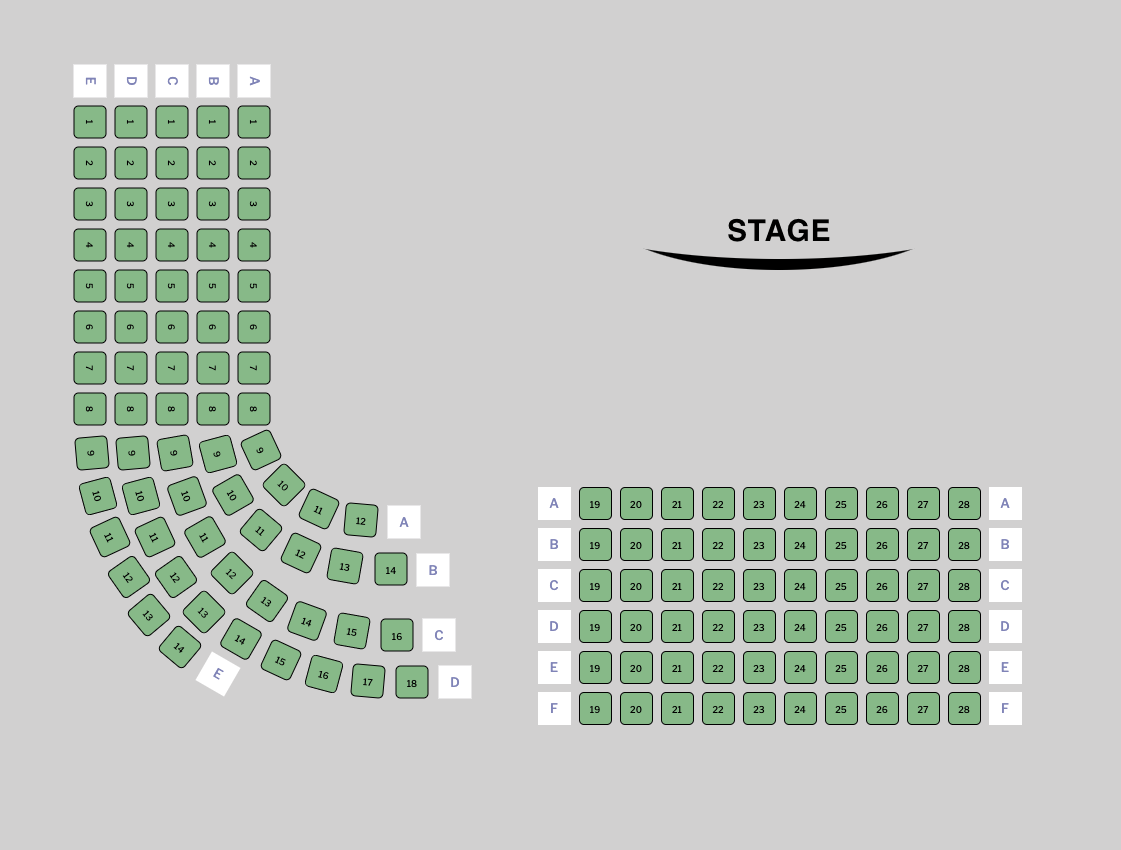 E D C B A
1 1 1 1 1
2 2 2 2 2
3 3 3 3 3
STAGE
4 4 4 4 4
5 5 5 5 5
6 6 6 6 6
7 7 7 7 7
8 8 8 8 8
9 9 9 9 9
10 10 10 10 10
11 11 11 11 11 12 A
12 12 12 12 13 14 B
13 13 13 14 15 16 C
14 14 15 16 17 18 D
E
A 19 20 21 22 23 24 25 26 27 28 A
B 19 20 21 22 23 24 25 26 27 28 B
C 19 20 21 22 23 24 25 26 27 28 C
D 19 20 21 22 23 24 25 26 27 28 D
E 19 20 21 22 23 24 25 26 27 28 E
F 19 20 21 22 23 24 25 26 27 28 F